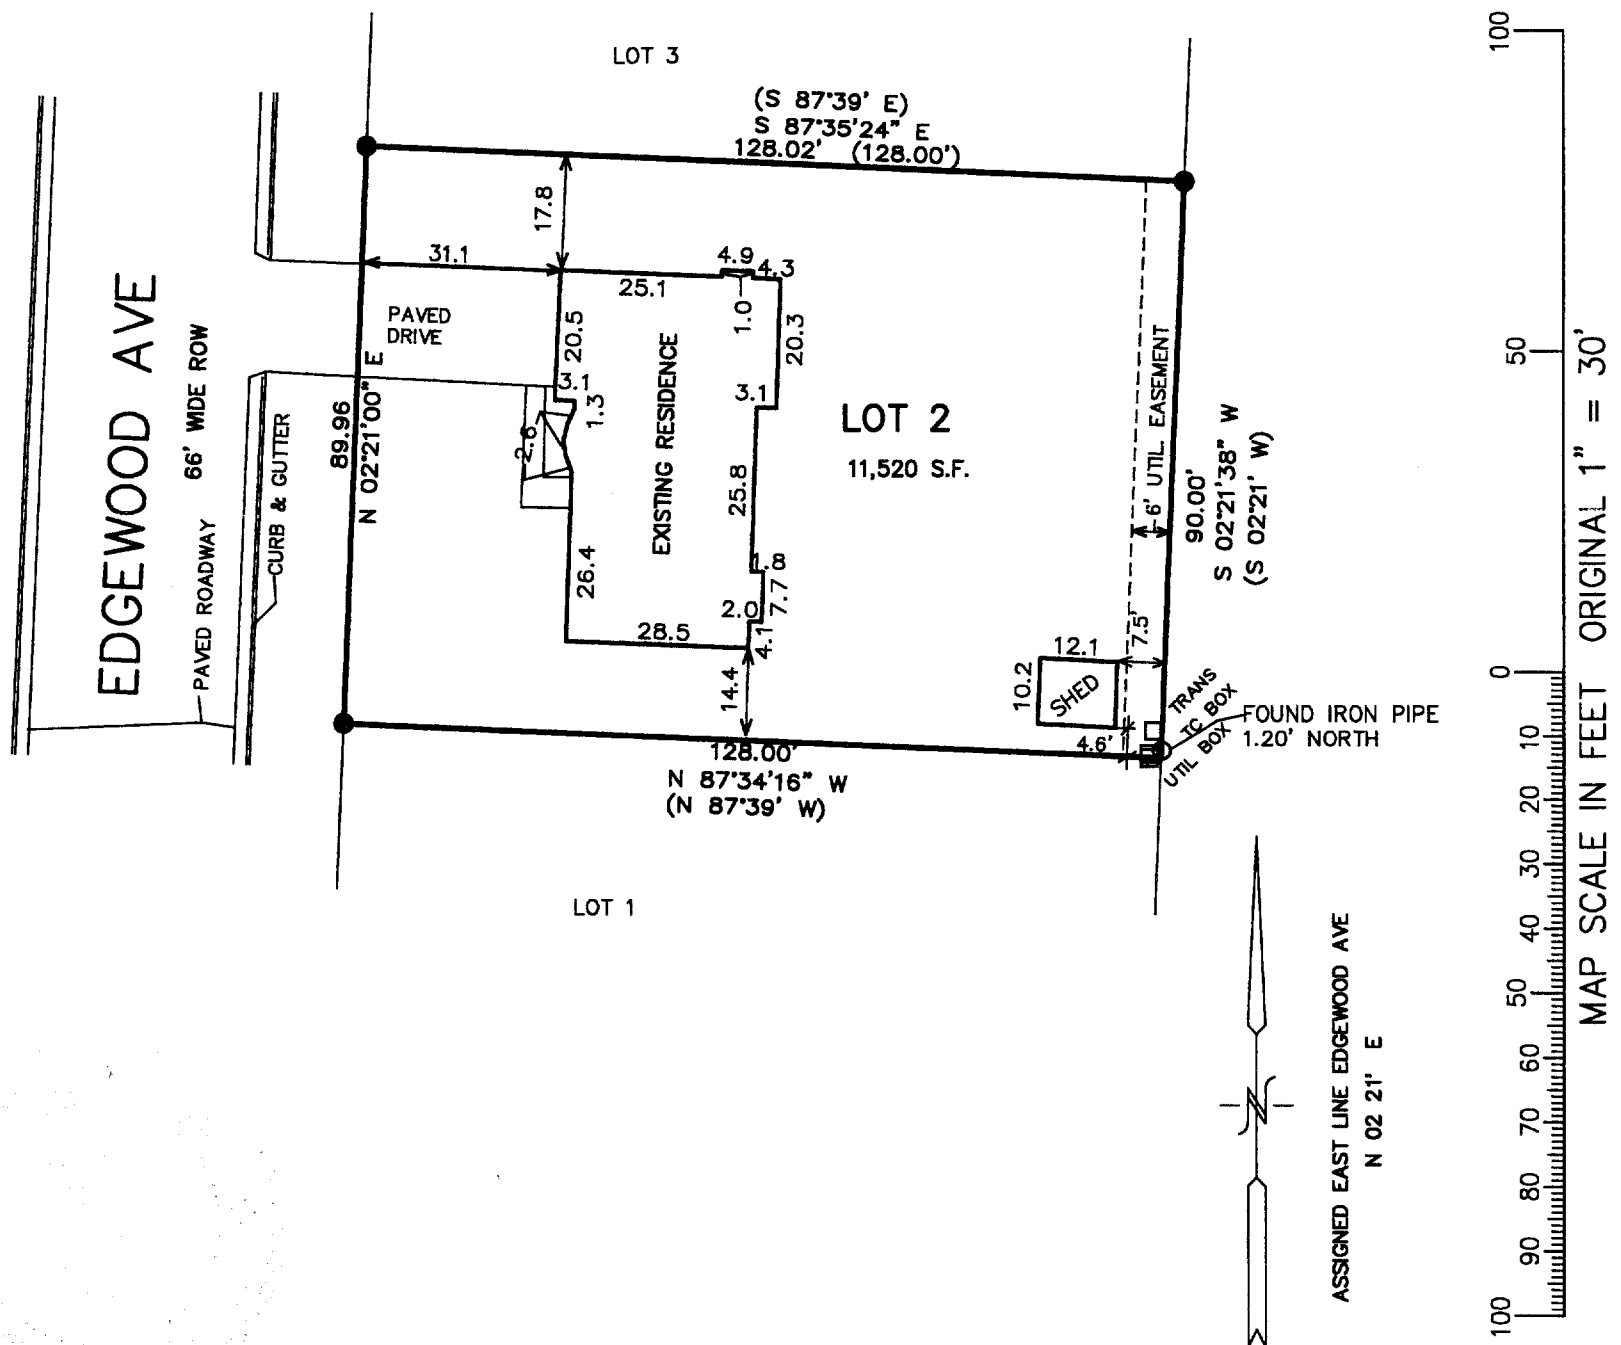 LOT 3
(S 87°39' E)
S 87°35'24" E
128.02' (128.00')
17.8
31.1
4.9
4.3
25.1
1.0
PAVED
DRIVE
20.5
20.3
3.1
1.3
3.1
2.6
EXISTING RESIDENCE
LOT 2
11,520 S.F.
25.8
26.4
1.8
7.7
2.0
4.1
28.5
14.4
EDGEWOOD AVE
66' WIDE ROW
PAVED ROADWAY
CURB & GUTTER
89.96
N 02°21'00" E
6' UTIL. EASEMENT
90.00'
S 02°21'38" W
(S 02°21' W)
7.5'
12.1
10.2
SHED
4.6'
TRANS
TC BOX
UTIL BOX
FOUND IRON PIPE
1.20' NORTH
128.00'
N 87°34'16" W
(N 87°39' W)
LOT 1
N
ASSIGNED EAST LINE EDGEWOOD AVE
N 02 21' E
100
50
0
10
20
30
40
50
60
70
80
90
100
MAP SCALE IN FEET ORIGINAL 1" = 30'